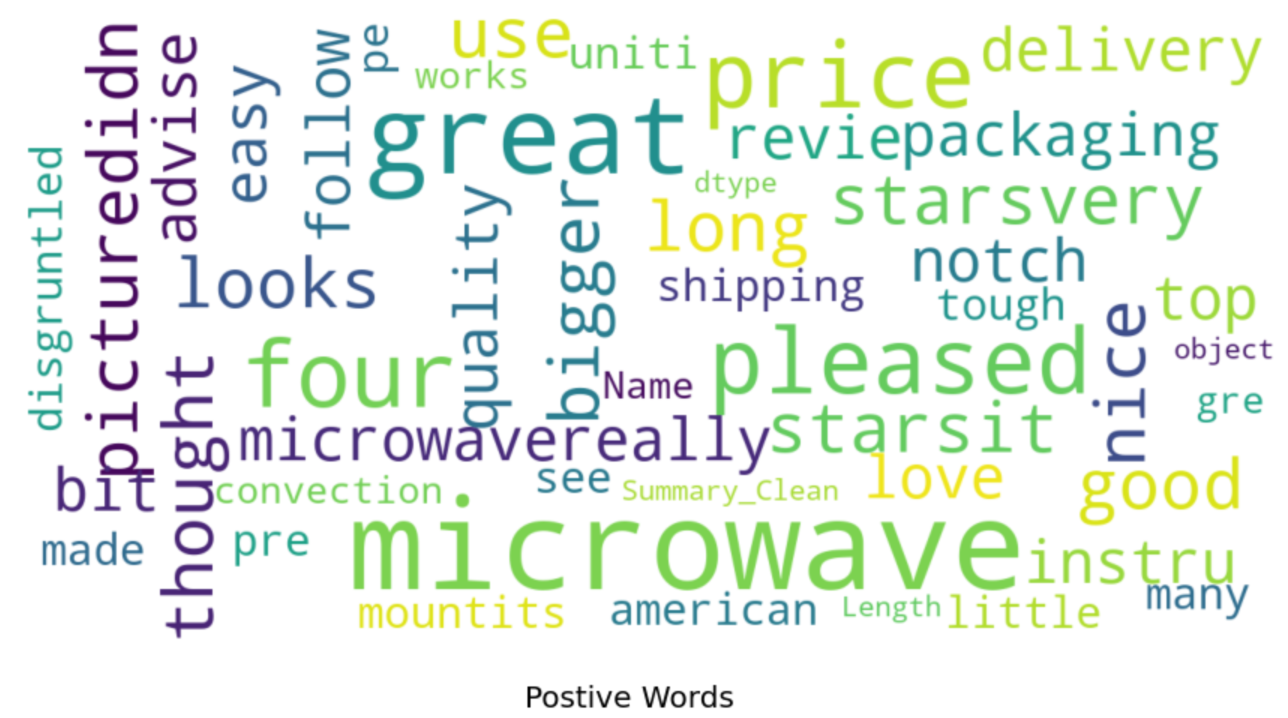 use
uniti
price
delivery
picturedidn
advise
easy
follow
pe
works
great
revie
packaging
disgruntled
dtype
starsvery
quality
bigger
long
notch
looks
shipping
tough
top
nice
object
thought
four
Name
pleased
gre
microwavereally
starsit
bit
convection
see
Summary_Clean
love
good
made
pre
microwave
instru
many
mountits
american
Length
little
Postive Words